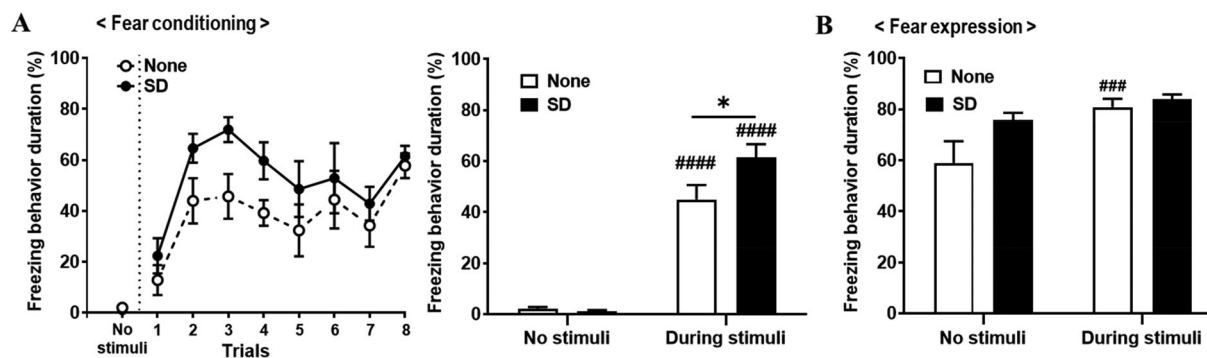 A
< Fear conditioning >
Freezing behavior duration (%)
100
80
60
40
20
0
None
SD
No
stimuli
1 2 3 4 5 6 7 8
Trials
Freezing behavior duration (%)
100
80
60
40
20
0
None
SD
*
####
####
No stimuli
During stimuli
B
< Fear expression >
Freezing behavior duration (%)
100
80
60
40
20
0
None
SD
###
No stimuli
During stimuli